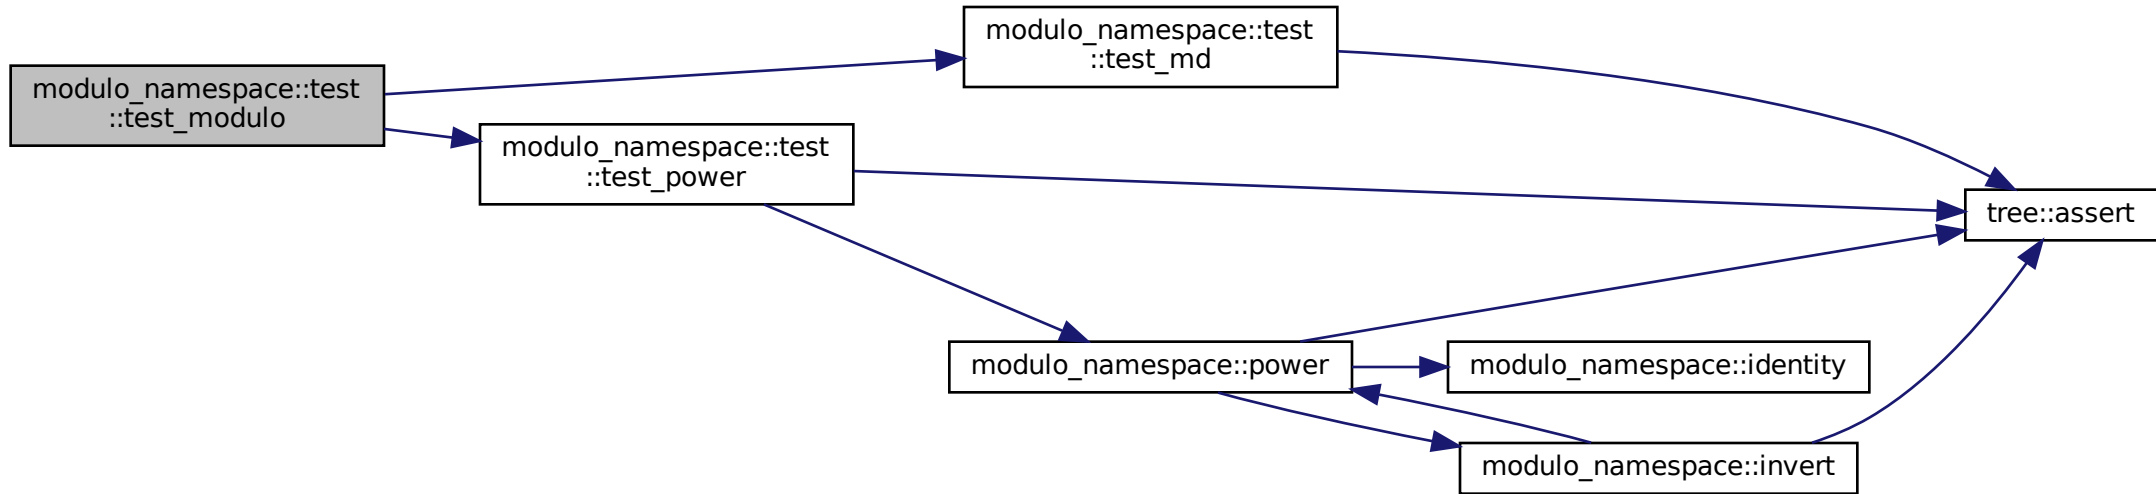 modulo_namespace::test
::test_modulo
modulo_namespace::test
::test_md
modulo_namespace::test
::test_power
tree::assert
modulo_namespace::power
modulo_namespace::identity
modulo_namespace::invert